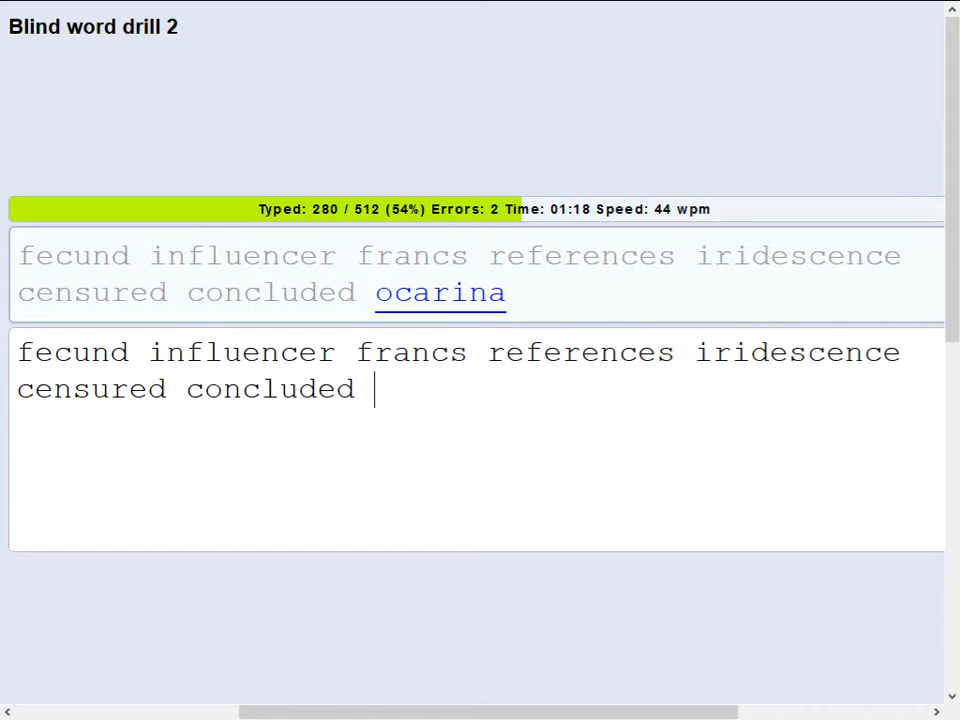 Blind word drill 2
Typed: 280 / 512 (54%) Errors: 2 Time: 01:18 Speed: 44 wpm
fecund influencer francs references iridescence
censured concluded ocarina
fecund influencer francs references iridescence
censured concluded